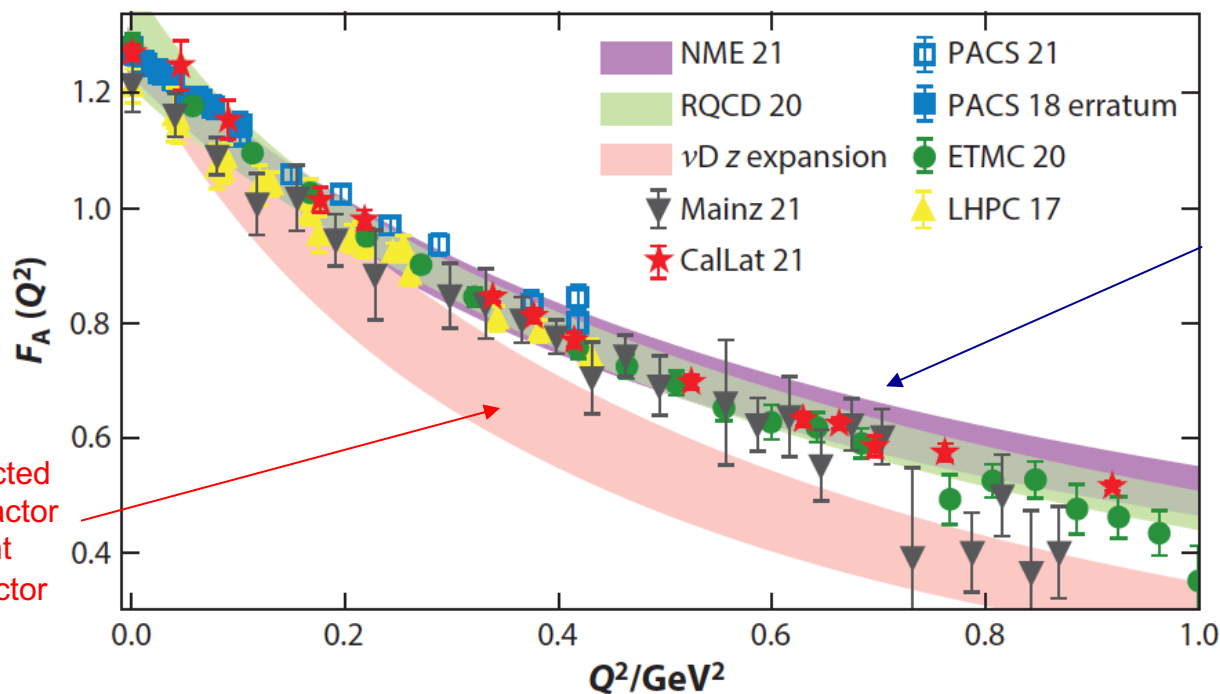 NME 21
RQCD 20
νD z expansion
Mainz 21
CalLat 21
PACS 21
PACS 18 erratum
ETMC 20
LHPC 17
1.2
1.0
0.8
0.6
0.4
F_A (Q²)
0.0 0.2 0.4 0.6 0.8 1.0
Q²/GeV²